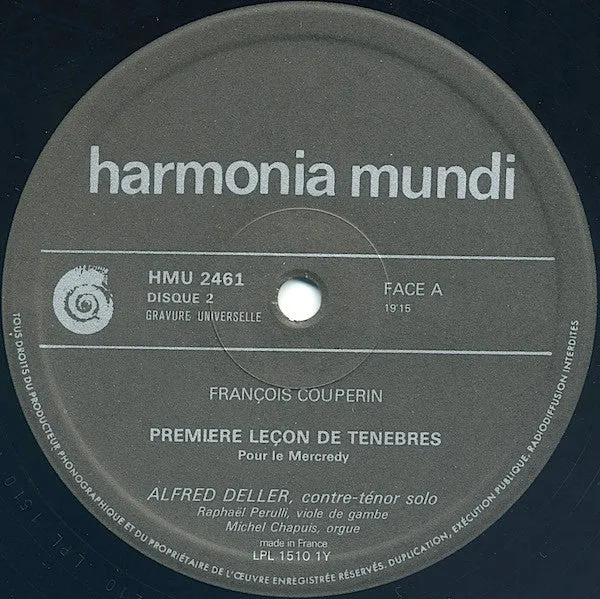 harmonia mundi
HMU 2461
DISQUE 2
GRAVURE UNIVERSELLE
FACE A
19'15
FRANÇOIS COUPERIN
PREMIERE LEÇON DE TENEBRES
Pour le Mercredy
ALFRED DELLER, contre-ténor solo
Raphaël Perulli, viole de gambe
Michel Chapuis, orgue
made in France
LPL 1510 1Y
TOUS DROITS DU PRODUCTEUR PHONOGRAPHIQUE ET DU PROPRIÉTAIRE DE L'ŒUVRE ENREGISTRÉE RÉSERVÉS. DUPLICATION, EXÉCUTION PUBLIQUE, RADIODIFFUSION INTERDITES